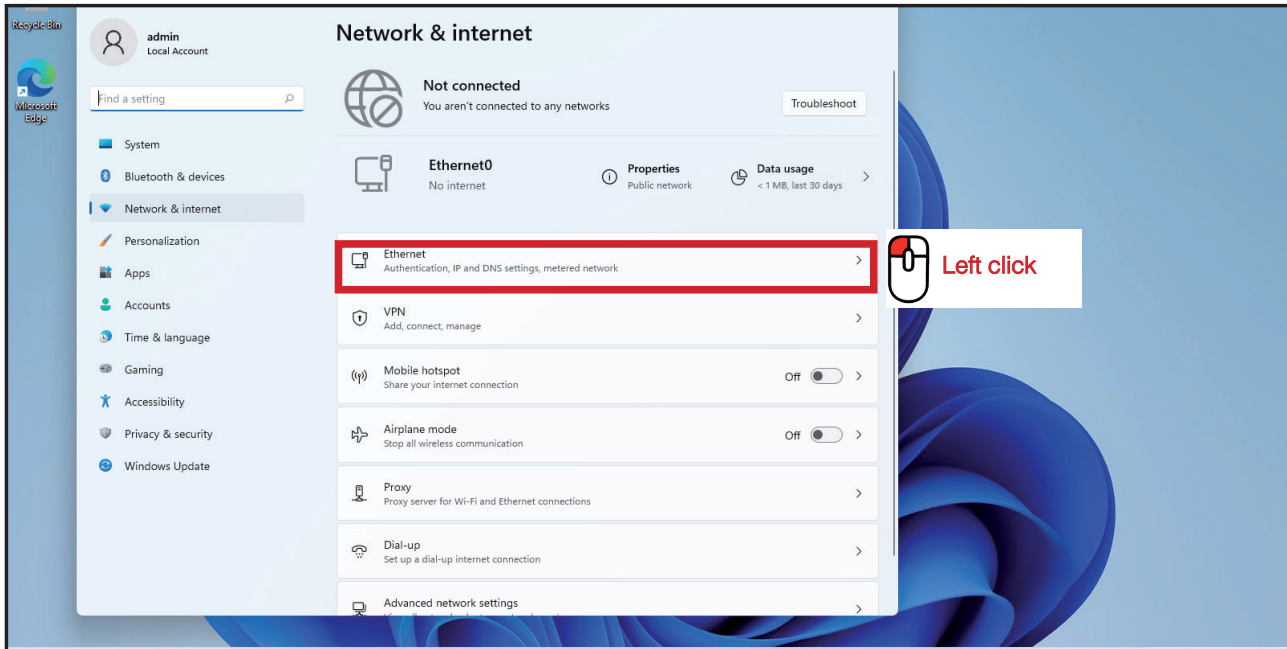 Recycle Bin
Microsoft
Edge
admin
Local Account
Find a setting
System
Bluetooth & devices
Network & internet
Personalization
Apps
Accounts
Time & language
Gaming
Accessibility
Privacy & security
Windows Update
Network & internet
Not connected
You aren't connected to any networks
Troubleshoot
Ethernet0
No internet
Properties
Public network
Data usage
< 1 MB, last 30 days
Ethernet
Authentication, IP and DNS settings, metered network
Left click
VPN
Add, connect, manage
Mobile hotspot
Share your internet connection
Off
Airplane mode
Stop all wireless communication
Off
Proxy
Proxy server for Wi-Fi and Ethernet connections
Dial-up
Set up a dial-up internet connection
Advanced network settings